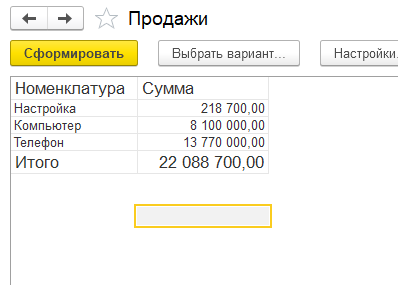 Продажи
Сформировать Выбрать вариант... Настройки.
Номенклатура Сумма
Настройка 218 700,00
Компьютер 8 100 000,00
Телефон 13 770 000,00
Итого 22 088 700,00